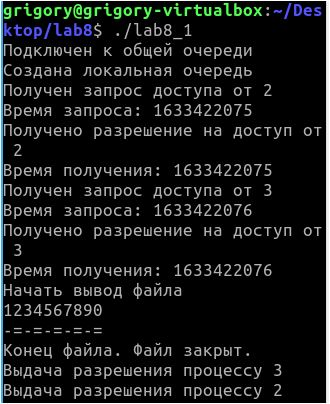 grigory@grigory-virtualbox:~/Des
ktop/lab8$ ./lab8_1
Подключен к общей очереди
Создана локальная очередь
Получен запрос доступа от 2
Время запроса: 1633422075
Получено разрешение на доступ от
2
Время получения: 1633422075
Получен запрос доступа от 3
Время запроса: 1633422076
Получено разрешение на доступ от
3
Время получения: 1633422076
Начать вывод файла
1234567890
-=-=-=-=-=
Конец файла. Файл закрыт.
Выдача разрешения процессу 3
Выдача разрешения процессу 2